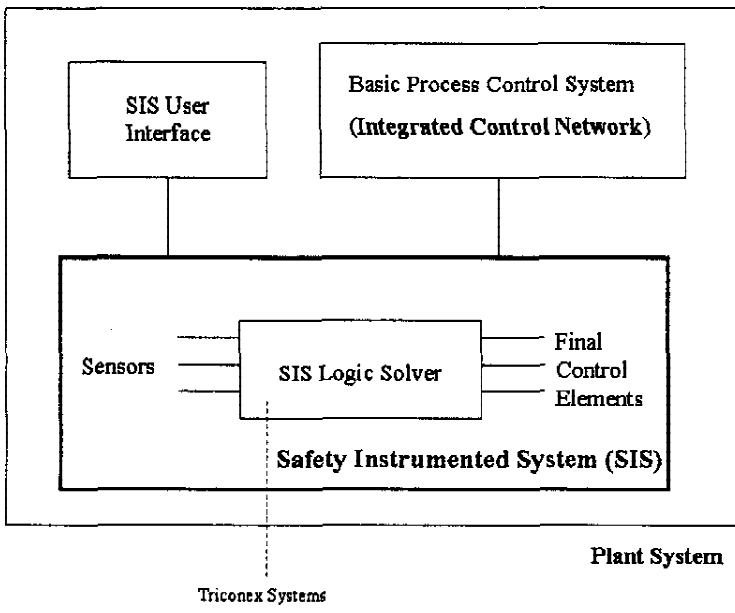 SIS User
Interface
Basic Process Control System
(Integrated Control Network)
Sensors
SIS Logic Solver
Final
Control
Elements
Safety Instrumented System (SIS)
Plant System
Triconex Systems